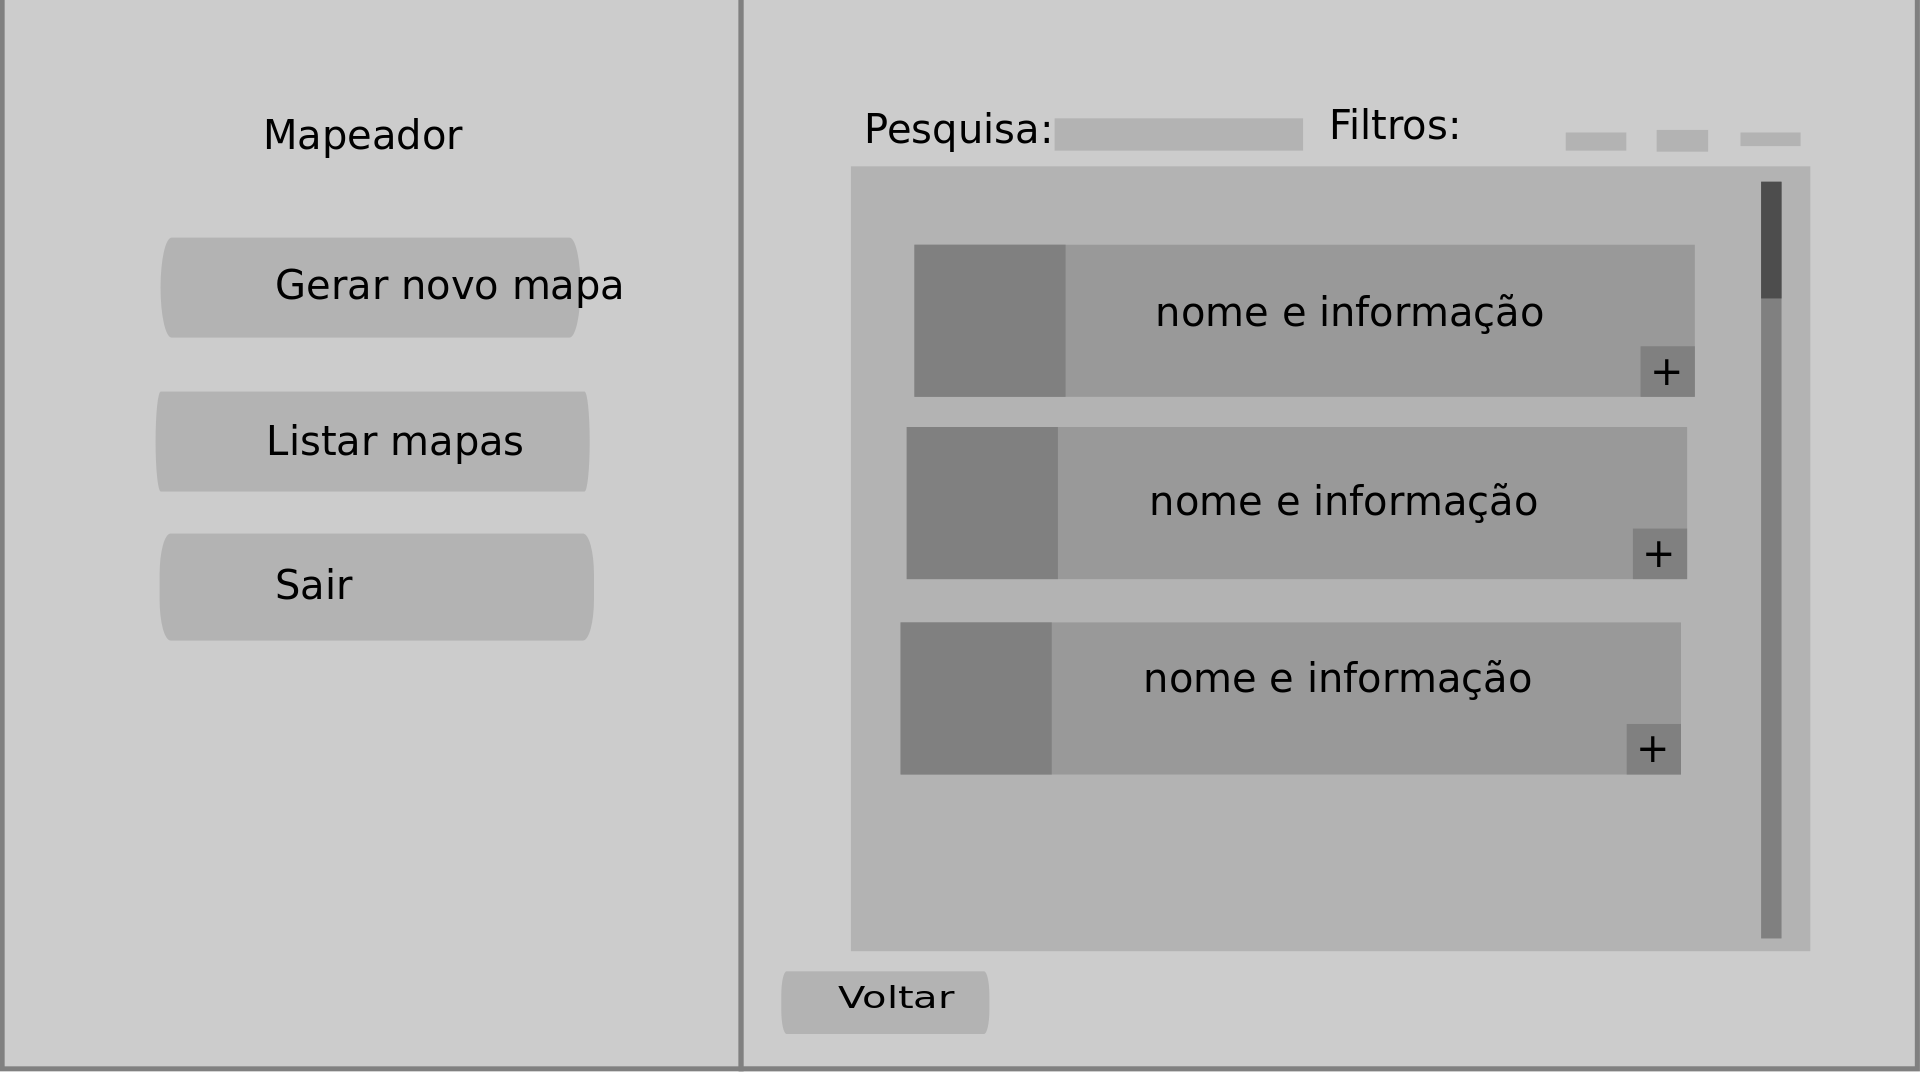 Mapeador
Gerar novo mapa
Listar mapas
Sair
Pesquisa:
Filtros:
nome e informação
+
nome e informação
+
nome e informação
+
Voltar